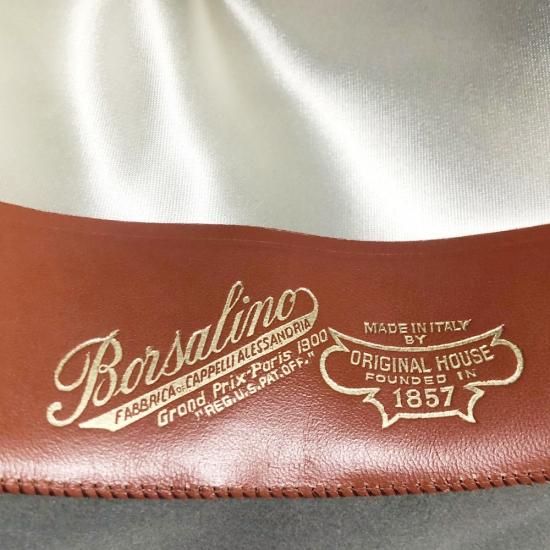 Borsalino
FABBRICA DI CAPPELLI ALESSANDRIA
Grand Prix-Paris 1900
"REG.U.S.PAT.OFF."
MADE IN ITALY
BY
ORIGINAL HOUSE
FOUNDED IN
1857